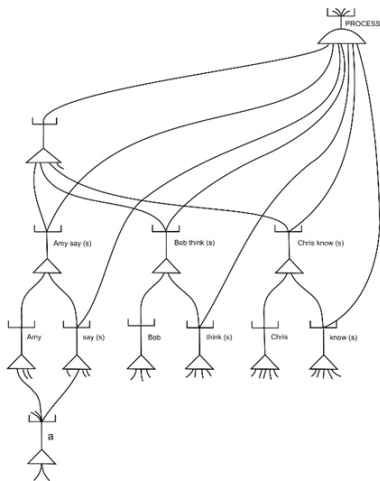 PROCESS
Amy say (s)
Bob think (s)
Chris know (s)
Amy
say (s)
Bob
think (s)
Chris
know (s)
a